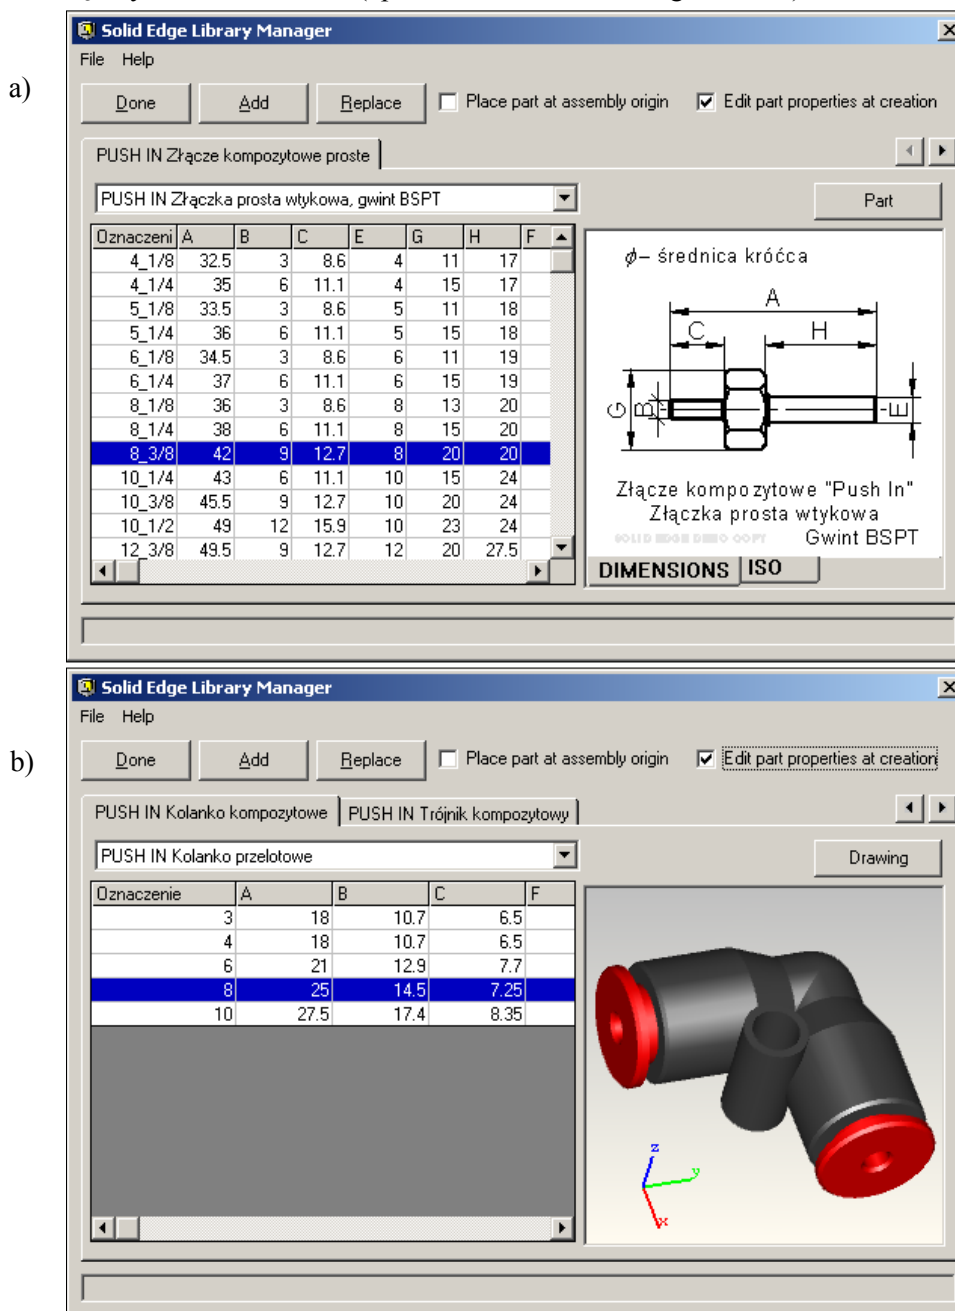 Solid Edge Library Manager
File Help
a)
Done Add Replace Place part at assembly origin Edit part properties at creation
PUSH IN Złącze kompozytowe proste
PUSH IN Złączka prosta wtykowa, gwint BSPT Part
Oznaczeni A B C E G H F
4_1/8 32.5 3 8.6 4 11 17
4_1/4 35 6 11.1 4 15 17
5_1/8 33.5 3 8.6 5 11 18
5_1/4 36 6 11.1 5 15 18
6_1/8 34.5 3 8.6 6 11 19
6_1/4 37 6 11.1 6 15 19
8_1/8 36 3 8.6 8 13 20
8_1/4 38 6 11.1 8 15 20
8_3/8 42 9 12.7 8 20 20
10_1/4 43 6 11.1 10 15 24
10_3/8 45.5 9 12.7 10 20 24
10_1/2 49 12 15.9 10 23 24
12_3/8 49.5 9 12.7 12 20 27.5
ϕ– średnica króćca
A
C H
G B E
Złącze kompozytowe "Push In"
Złączka prosta wtykowa
SOLID EDGE DEMO COPY Gwint BSPT
DIMENSIONS ISO
Solid Edge Library Manager
File Help
b)
Done Add Replace Place part at assembly origin Edit part properties at creation
PUSH IN Kolanko kompozytowe PUSH IN Trójnik kompozytowy
PUSH IN Kolanko przelotowe Drawing
Oznaczenie A B C F
3 18 10.7 6.5
4 18 10.7 6.5
6 21 12.9 7.7
8 25 14.5 7.25
10 27.5 17.4 8.35
z
y
x